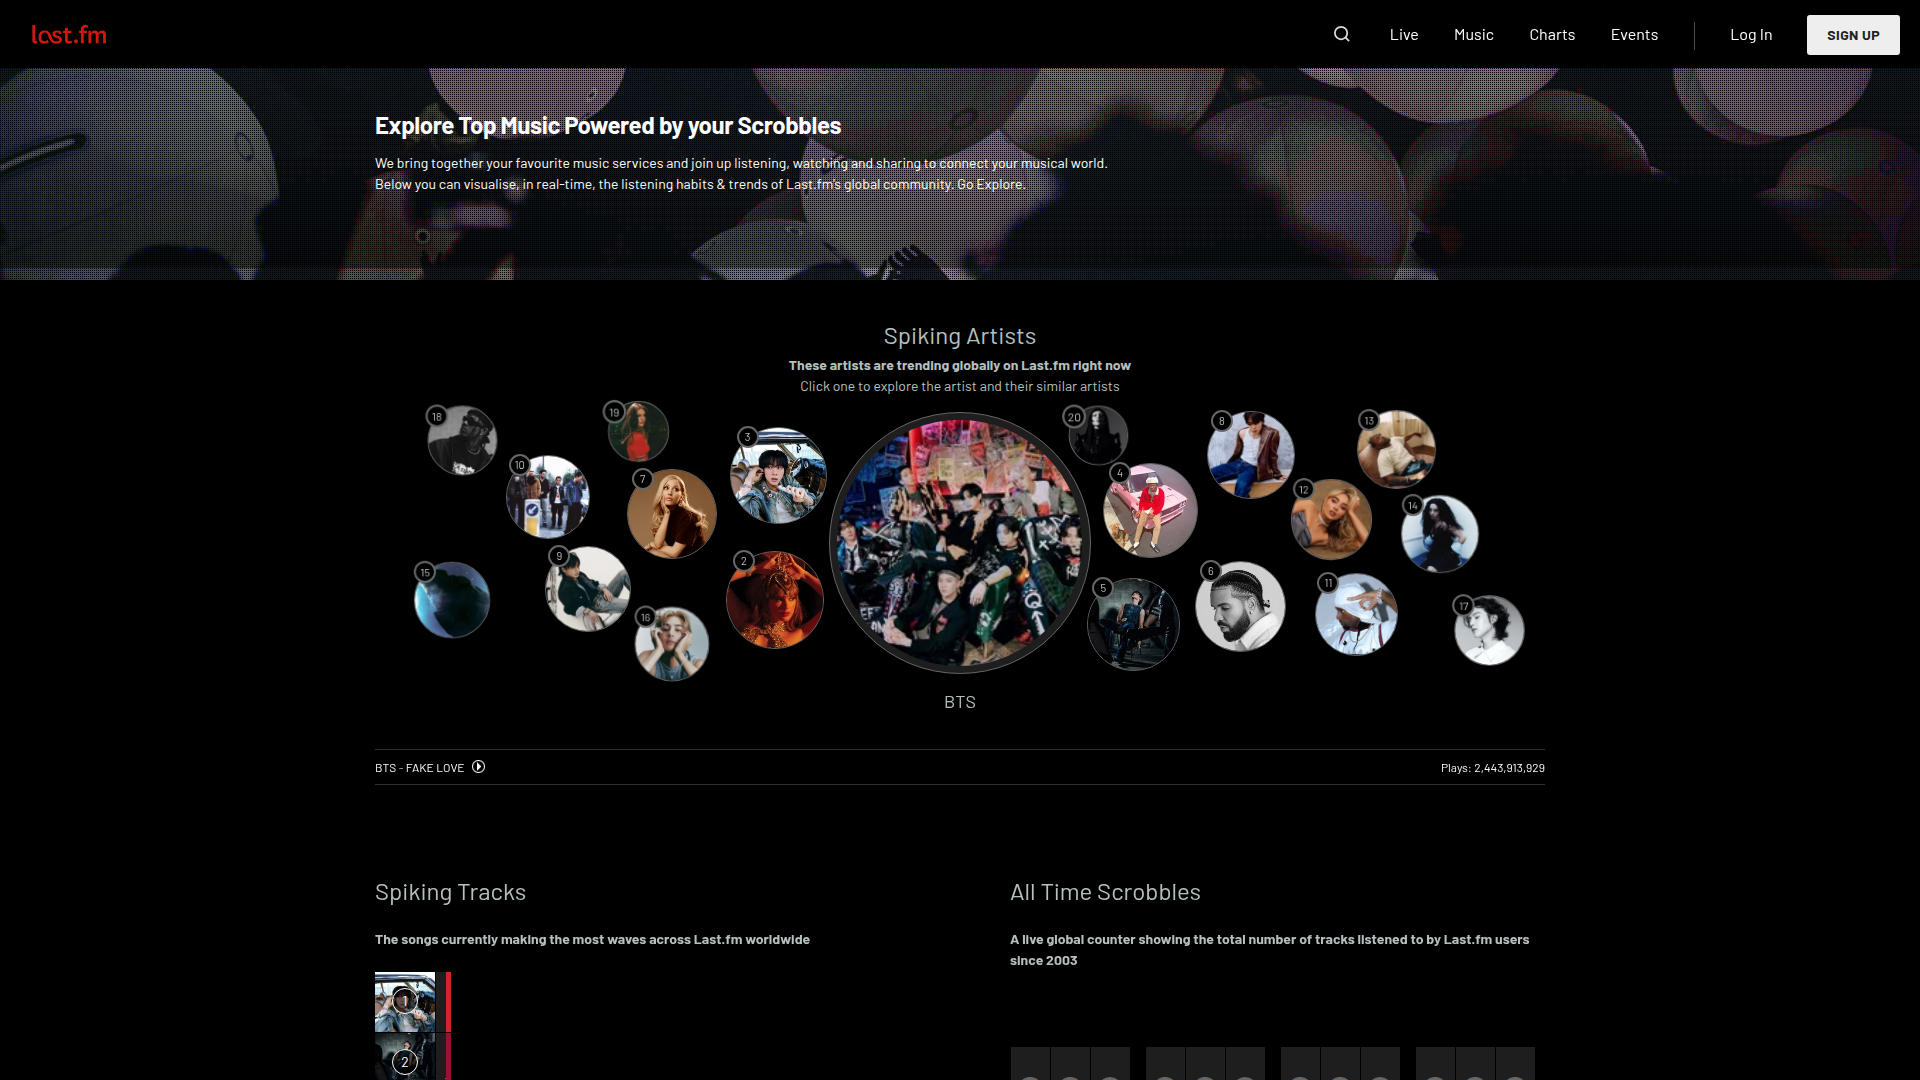 last.fm
Live
Music
Charts
Events
Log In
SIGN UP
Explore Top Music Powered by your Scrobbles
We bring together your favourite music services and join up listening, watching and sharing to connect your musical world.
Below you can visualise, in real-time, the listening habits & trends of Last.fm's global community. Go Explore.
Spiking Artists
These artists are trending globally on Last.fm right now
Click one to explore the artist and their similar artists
18
19
3
20
8
13
10
7
4
12
14
15
9
2
5
6
11
16
17
BTS
BTS - FAKE LOVE
Plays: 2,443,913,929
Spiking Tracks
The songs currently making the most waves across Last.fm worldwide
1
2
All Time Scrobbles
A live global counter showing the total number of tracks listened to by Last.fm users
since 2003